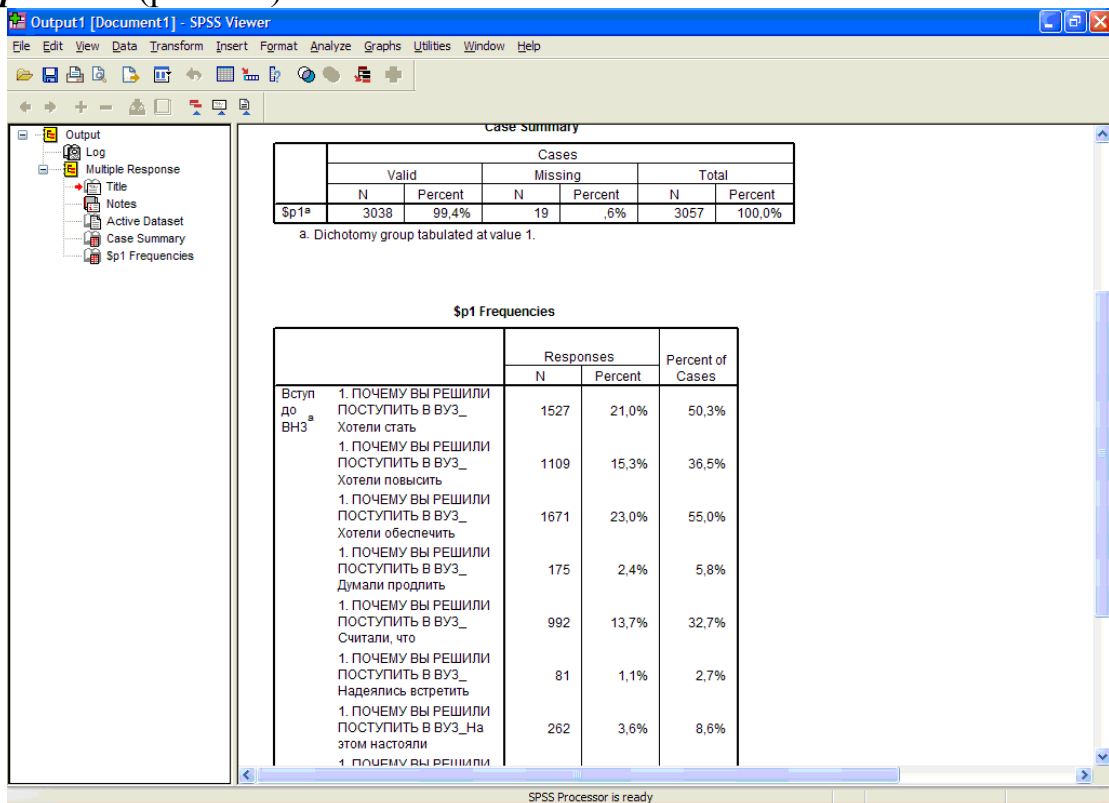 Output1 [Document1] - SPSS Viewer
File Edit View Data Transform Insert Format Analyze Graphs Utilities Window Help
Output
Log
Multiple Response
Title
Notes
Active Dataset
Case Summary
$p1 Frequencies
Case Summary
Cases
Valid Missing Total
N Percent N Percent N Percent
$p1a 3038 99,4% 19 ,6% 3057 100,0%
a. Dichotomy group tabulated at value 1.
$p1 Frequencies
Responses Percent of
N Percent Cases
Вступ 1. ПОЧЕМУ ВЫ РЕШИЛИ
до ПОСТУПИТЬ В ВУЗ_ 1527 21,0% 50,3%
ВНЗa Хотели стать
1. ПОЧЕМУ ВЫ РЕШИЛИ
ПОСТУПИТЬ В ВУЗ_ 1109 15,3% 36,5%
Хотели повысить
1. ПОЧЕМУ ВЫ РЕШИЛИ
ПОСТУПИТЬ В ВУЗ_ 1671 23,0% 55,0%
Хотели обеспечить
1. ПОЧЕМУ ВЫ РЕШИЛИ
ПОСТУПИТЬ В ВУЗ_ 175 2,4% 5,8%
Думали продлить
1. ПОЧЕМУ ВЫ РЕШИЛИ
ПОСТУПИТЬ В ВУЗ_ 992 13,7% 32,7%
Считали, что
1. ПОЧЕМУ ВЫ РЕШИЛИ
ПОСТУПИТЬ В ВУЗ_ 81 1,1% 2,7%
Надеялись встретить
1. ПОЧЕМУ ВЫ РЕШИЛИ
ПОСТУПИТЬ В ВУЗ_На 262 3,6% 8,6%
этом настояли
1. ПОЧЕМУ ВЫ РЕШИЛИ
SPSS Processor is ready